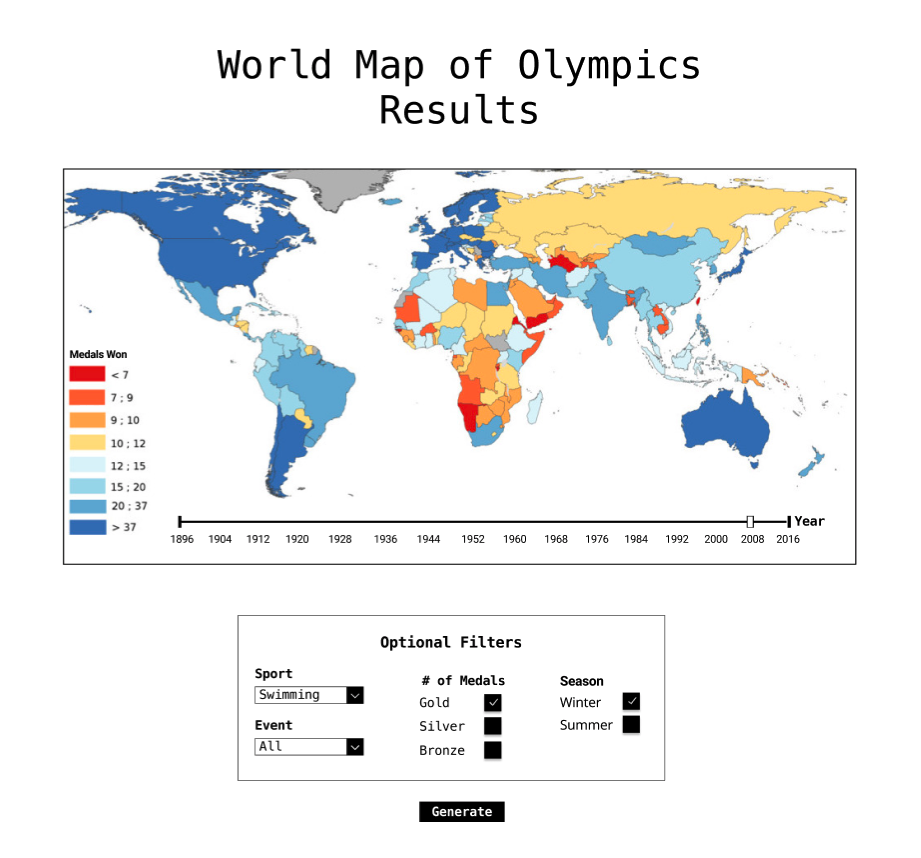 World Map of Olympics
Results
Medals Won
< 7
7 ; 9
9 ; 10
10 ; 12
12 ; 15
15 ; 20
20 ; 37
> 37
Year
1896 1904 1912 1920 1928 1936 1944 1952 1960 1968 1976 1984 1992 2000 2008 2016
Optional Filters
Sport
Swimming
Event
All
# of Medals
Gold
Silver
Bronze
Season
Winter
Summer
Generate